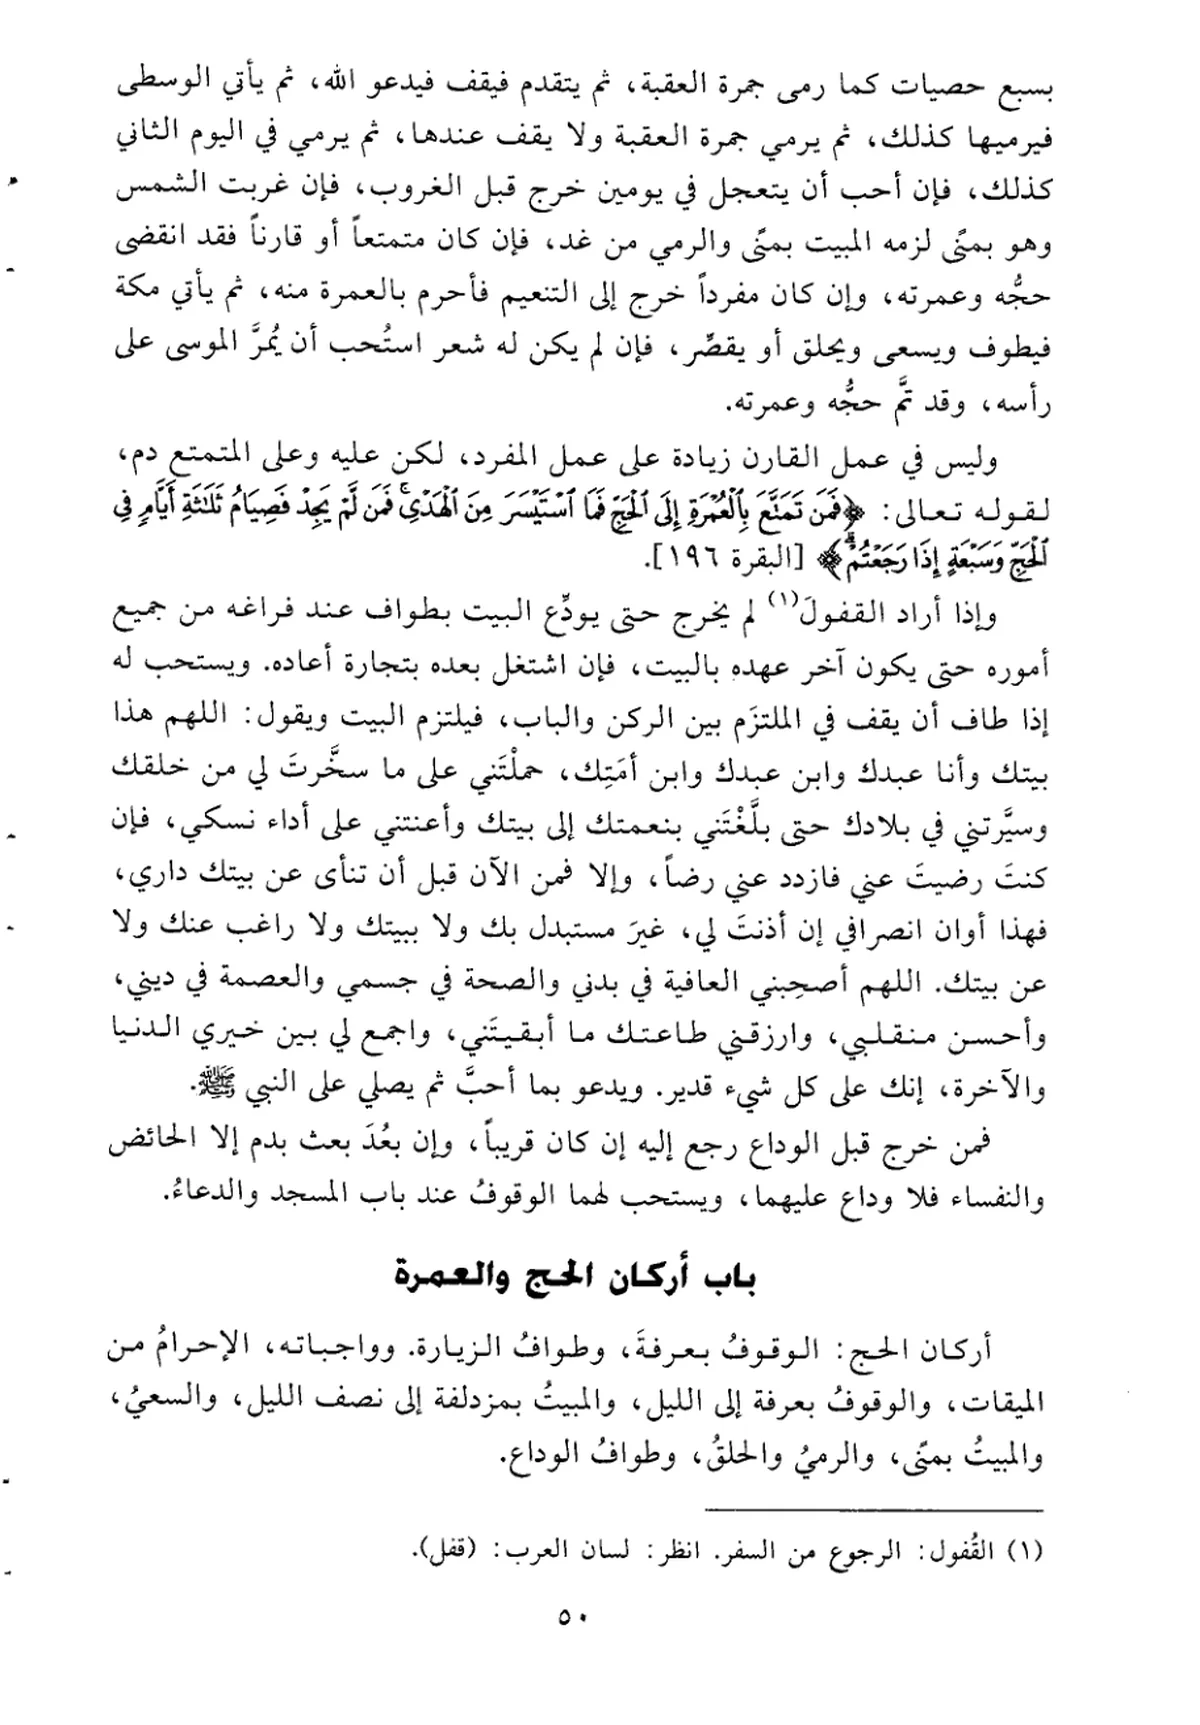 بسبع حصيات كما رمى جمرة العقبة، ثم يتقدم فيقف فيدعو الله، ثم يأتي الوسطى
فيرميها كذلك، ثم يرمي جمرة العقبة ولا يقف عندها، ثم يرمي في اليوم الثاني
كذلك، فإن أحب أن يتعجل في يومين خرج قبل الغروب، فإن غربت الشمس
وهو بمنًى لزمه المبيت بمنًى والرمي من غد، فإن كان متمتعاً أو قارناً فقد انقضى
حجُّه وعمرته، وإن كان مفرداً خرج إلى التنعيم فأحرم بالعمرة منه، ثم يأتي مكة
فيطوف ويسعى ويحلق أو يقصِّر، فإن لم يكن له شعر استُحب أن يُمرَّ الموسى على
رأسه، وقد تمَّ حجُّه وعمرته.
وليس في عمل القارن زيادة على عمل المفرد، لكن عليه وعلى المتمتع دم،
لقوله تعالى: ﴿فَمَن تَمَتَّعَ بِالْعُمْرَةِ إِلَى الْحَجِّ فَمَا اسْتَيْسَرَ مِنَ الْهَدْيِ ۚ فَمَن لَّمْ يَجِدْ فَصِيَامُ ثَلَٰثَةِ أَيَّامٍ فِي
الْحَجِّ وَسَبْعَةٍ إِذَا رَجَعْتُمْ ۗ﴾ [البقرة ١٩٦].
وإذا أراد القفولَ(١) لم يخرج حتى يودِّع البيت بطواف عند فراغه من جميع
أموره حتى يكون آخر عهده بالبيت، فإن اشتغل بعده بتجارة أعاده. ويستحب له
إذا طاف أن يقف في الملتزَم بين الركن والباب، فيلتزم البيت ويقول: اللهم هذا
بيتك وأنا عبدك وابن عبدك وابن أمَتِك، حملْتَني على ما سخَّرتَ لي من خلقك
وسيَّرتني في بلادك حتى بلَّغْتَني بنعمتك إلى بيتك وأعنتني على أداء نسكي، فإن
كنتَ رضيتَ عني فازدد عني رضاً، وإلا فمن الآن قبل أن تنأى عن بيتك داري،
فهذا أوان انصرافي إن أذنتَ لي، غيرَ مستبدل بك ولا ببيتك ولا راغب عنك ولا
عن بيتك. اللهم أصحِبني العافية في بدني والصحة في جسمي والعصمة في ديني،
وأحسن منقلبي، وارزقني طاعتك ما أبقيتَني، واجمع لي بين خيري الدنيا
والآخرة، إنك على كل شيء قدير. ويدعو بما أحبَّ ثم يصلي على النبي ﷺ.
فمن خرج قبل الوداع رجع إليه إن كان قريباً، وإن بعُدَ بعث بدم إلا الحائض
والنفساء فلا وداع عليهما، ويستحب لهما الوقوفُ عند باب المسجد والدعاءُ.
باب أركان الحج والعمرة
أركان الحج: الوقوفُ بعرفةَ، وطوافُ الزيارة. وواجباته، الإحرامُ من
الميقات، والوقوفُ بعرفة إلى الليل، والمبيتُ بمزدلفة إلى نصف الليل، والسعيُ،
والمبيتُ بمنًى، والرميُ والحلقُ، وطوافُ الوداع.
(١) القُفول: الرجوع من السفر. انظر: لسان العرب: (قفل).
٥٠